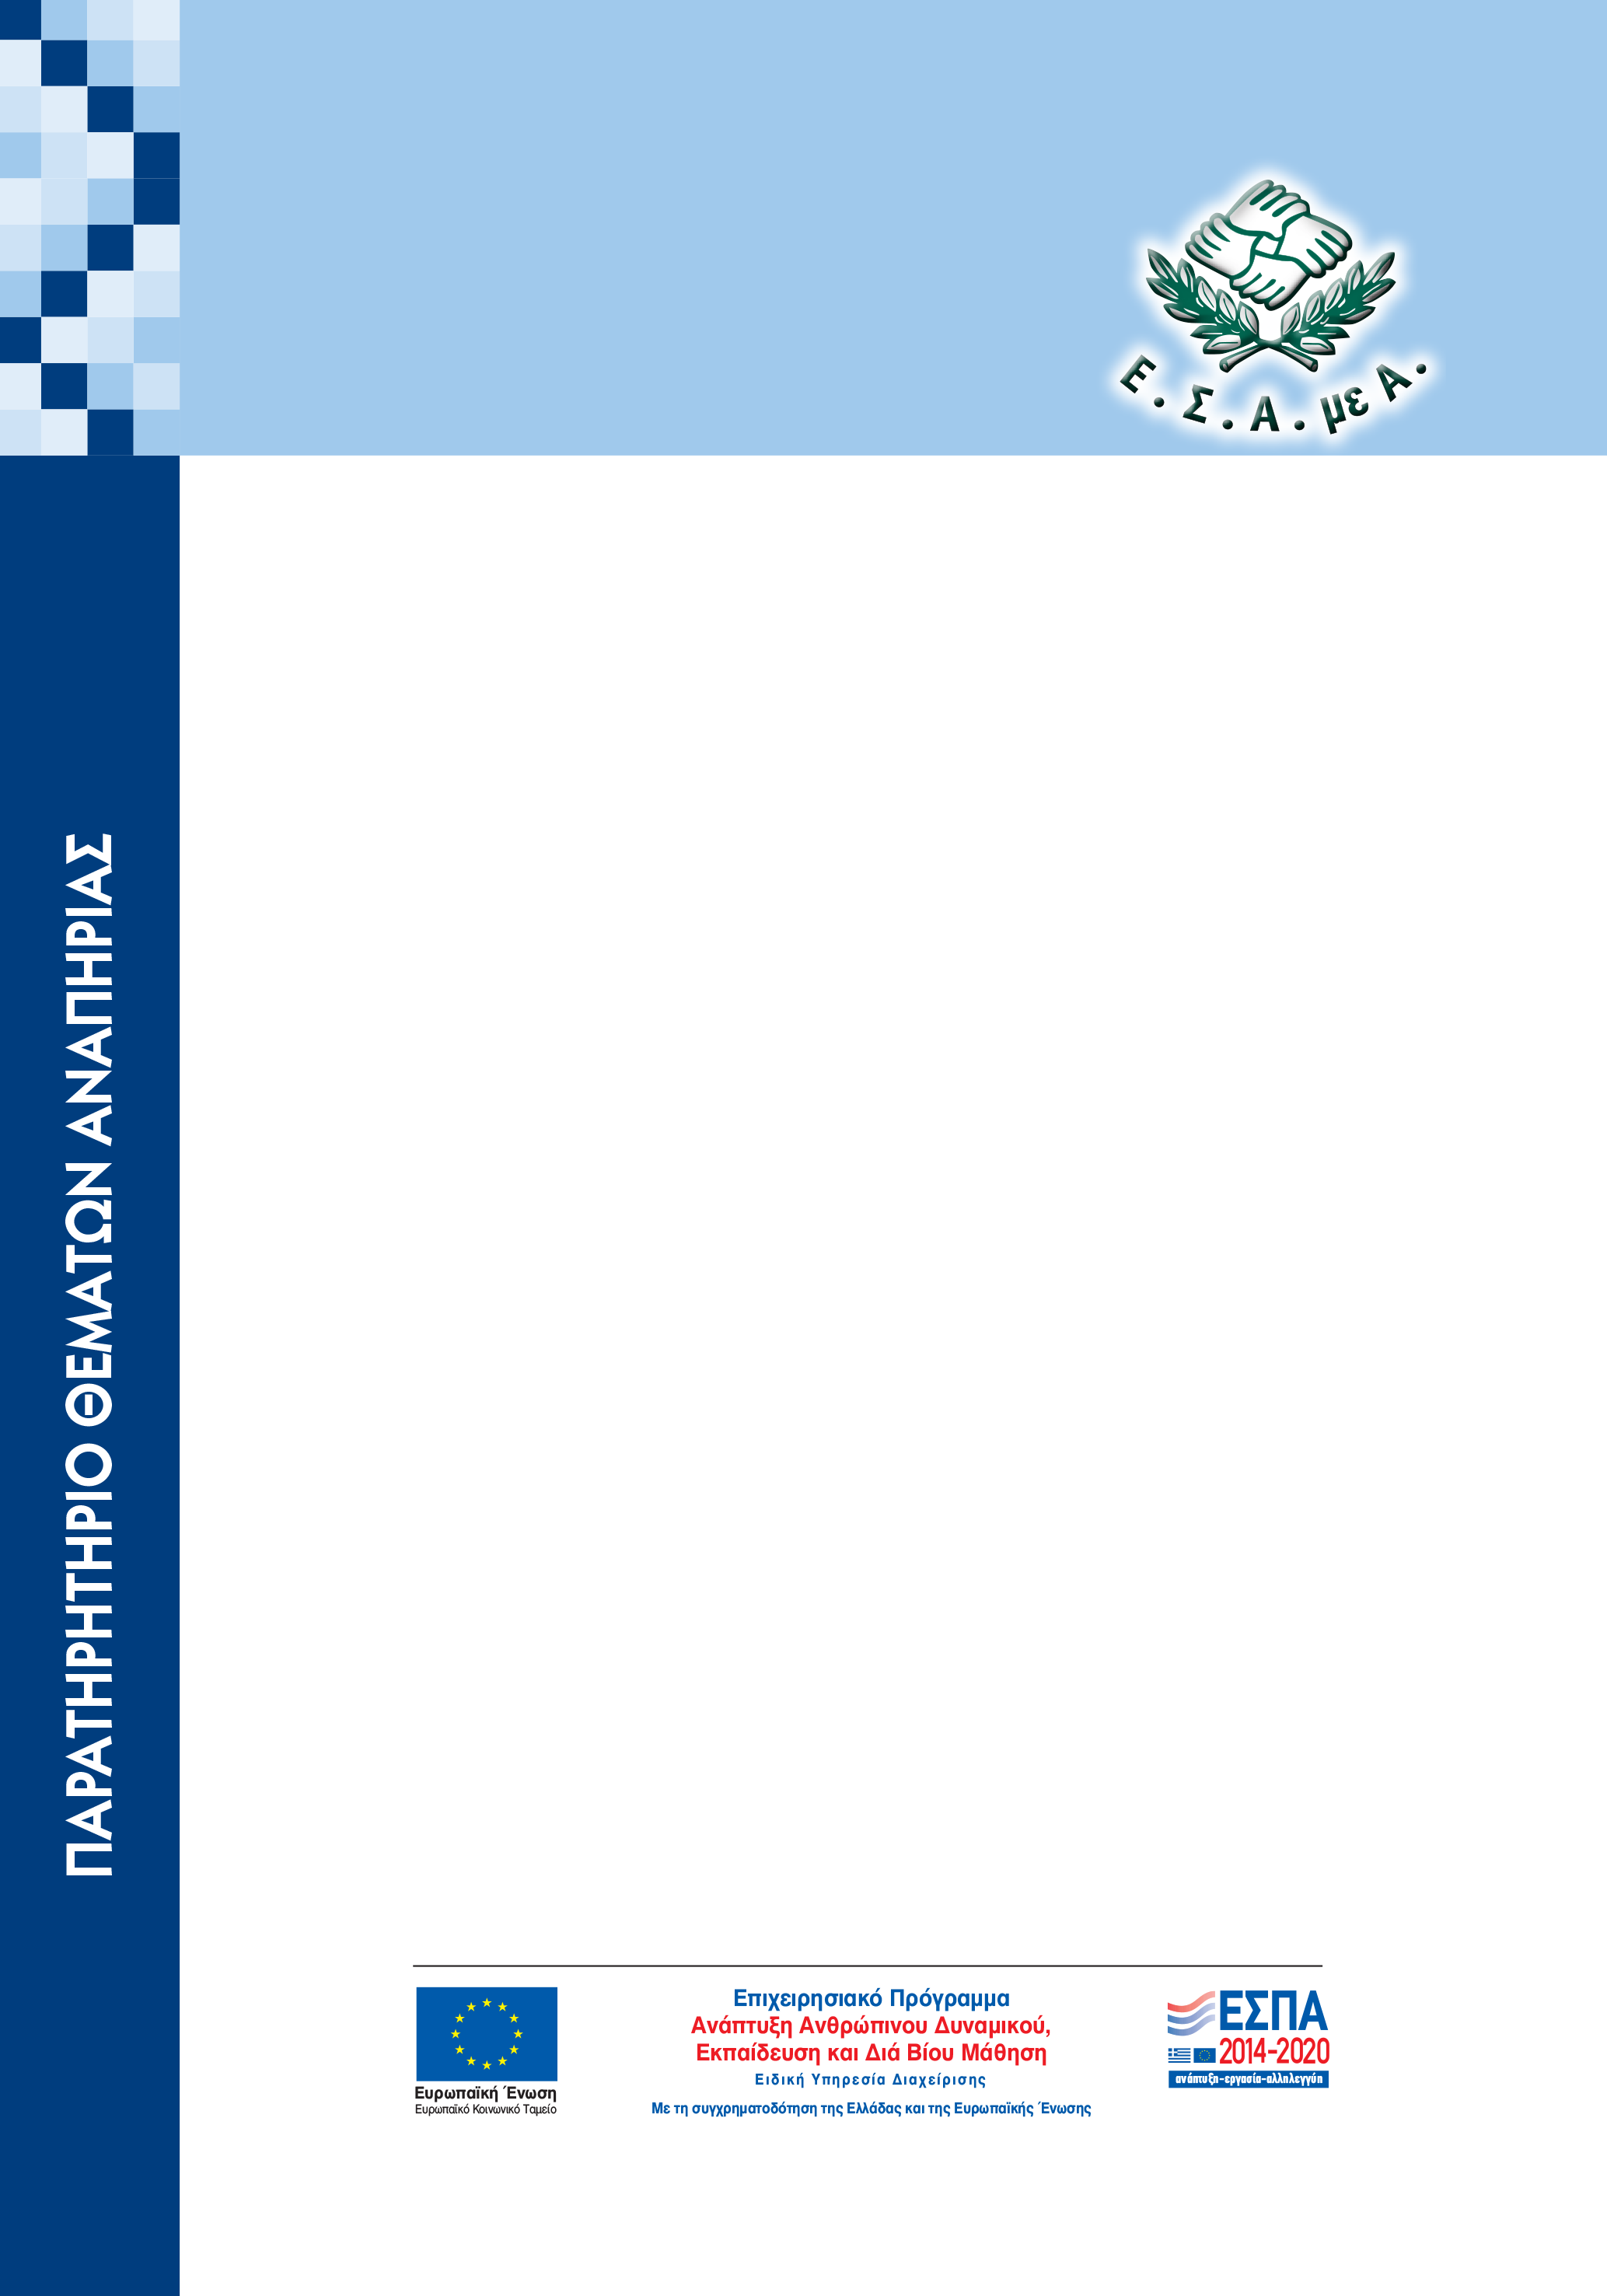 Ε.Σ.Α.με Α.
ΠΑΡΑΤΗΡΗΤΗΡΙΟ ΘΕΜΑΤΩΝ ΑΝΑΠΗΡΙΑΣ
Ευρωπαϊκή Ένωση
Ευρωπαϊκό Κοινωνικό Ταμείο
Επιχειρησιακό Πρόγραμμα
Ανάπτυξη Ανθρώπινου Δυναμικού,
Εκπαίδευση και Διά Βίου Μάθηση
Ειδική Υπηρεσία Διαχείρισης
Με τη συγχρηματοδότηση της Ελλάδας και της Ευρωπαϊκής Ένωσης
ΕΣΠΑ
2014-2020
ανάπτυξη-εργασία-αλληλεγγύη